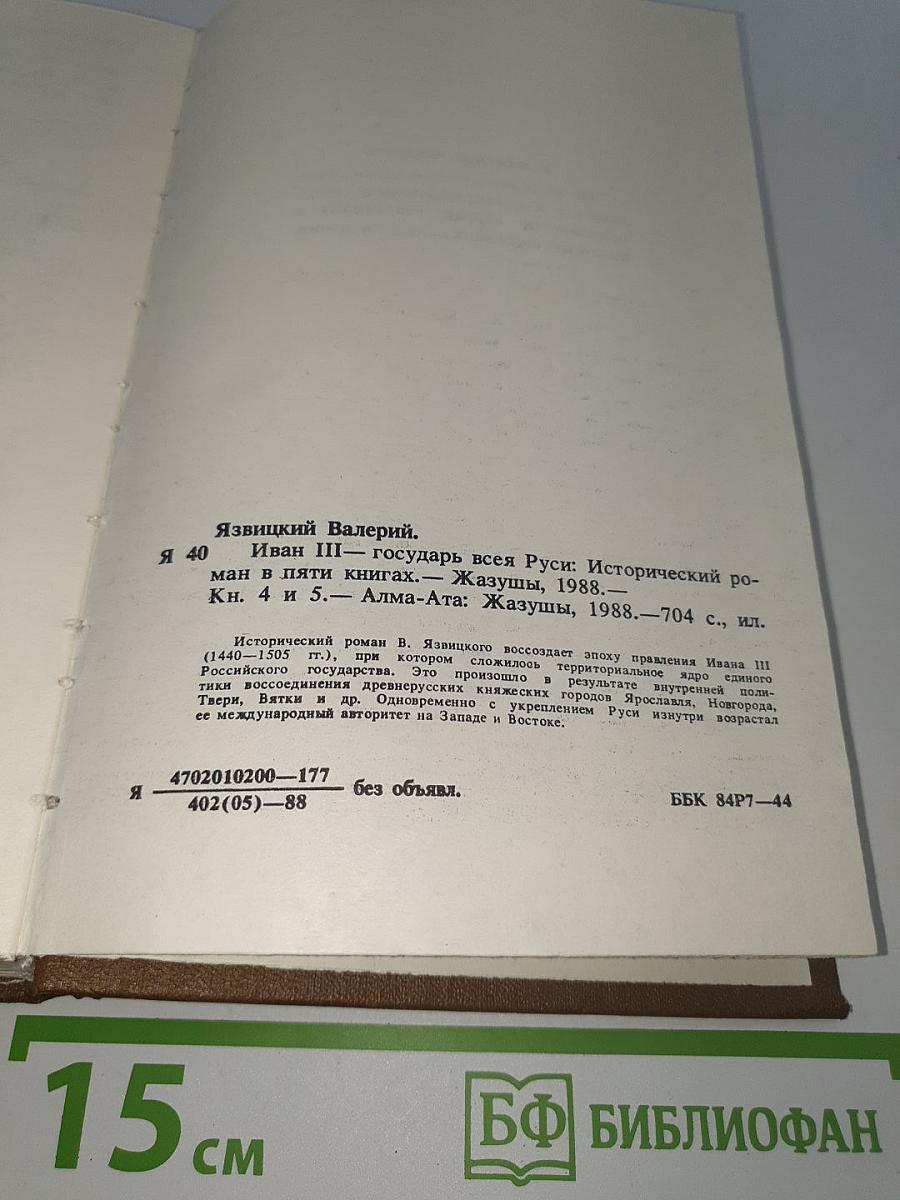 Язвицкий Валерий.
Я 40 Иван III— государь всея Руси: Исторический ро-
ман в пяти книгах.— Жазушы, 1988.—
Кн. 4 и 5.— Алма-Ата: Жазушы, 1988.—704 с., ил.
Исторический роман В. Язвицкого воссоздает эпоху правления Ивана III
(1440—1505 гг.), при котором сложилось территориальное ядро единого
Российского государства. Это произошло в результате внутренней поли-
тики воссоединения древнерусских княжеских городов Ярославля, Новгорода,
Твери, Вятки и др. Одновременно с укреплением Руси изнутри возрастал
ее международный авторитет на Западе и Востоке.
4702010200—177
Я без объявл.
402(05)—88
ББК 84Р7—44
15 см
БФ БИБЛИОФАН